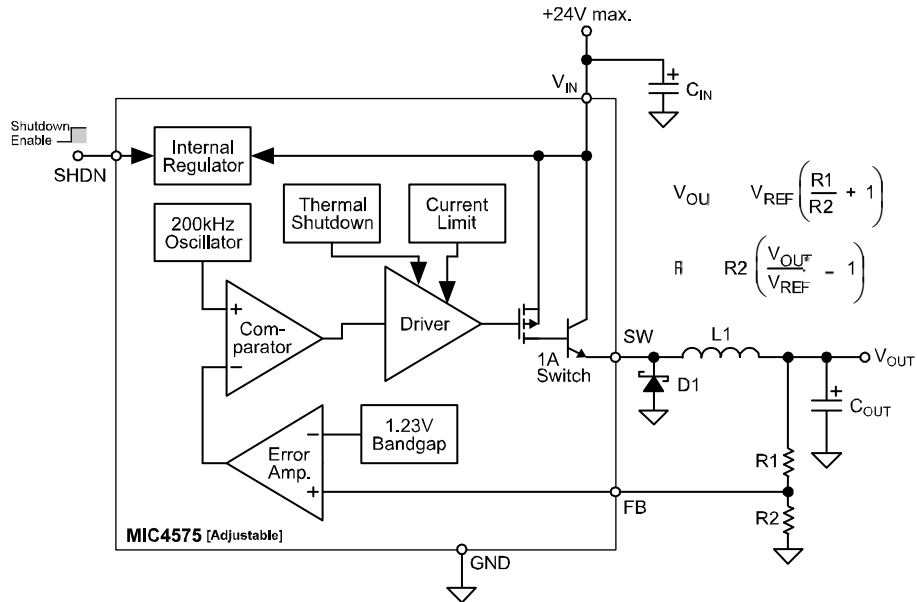 +24V max.
VIN
CIN
Shutdown
Enable
SHDN
Internal
Regulator
200kHz
Oscillator
Thermal
Shutdown
Current
Limit
VOU VREF (R1/R2 + 1)
R2 (VOUT/VREF - 1)
+
Com-
parator
−
Driver
SW
L1
VOUT
1A
Switch
D1
COUT
+
+
1.23V
Bandgap
−
Error
Amp.
+
R1
FB
R2
MIC4575 [Adjustable]
GND